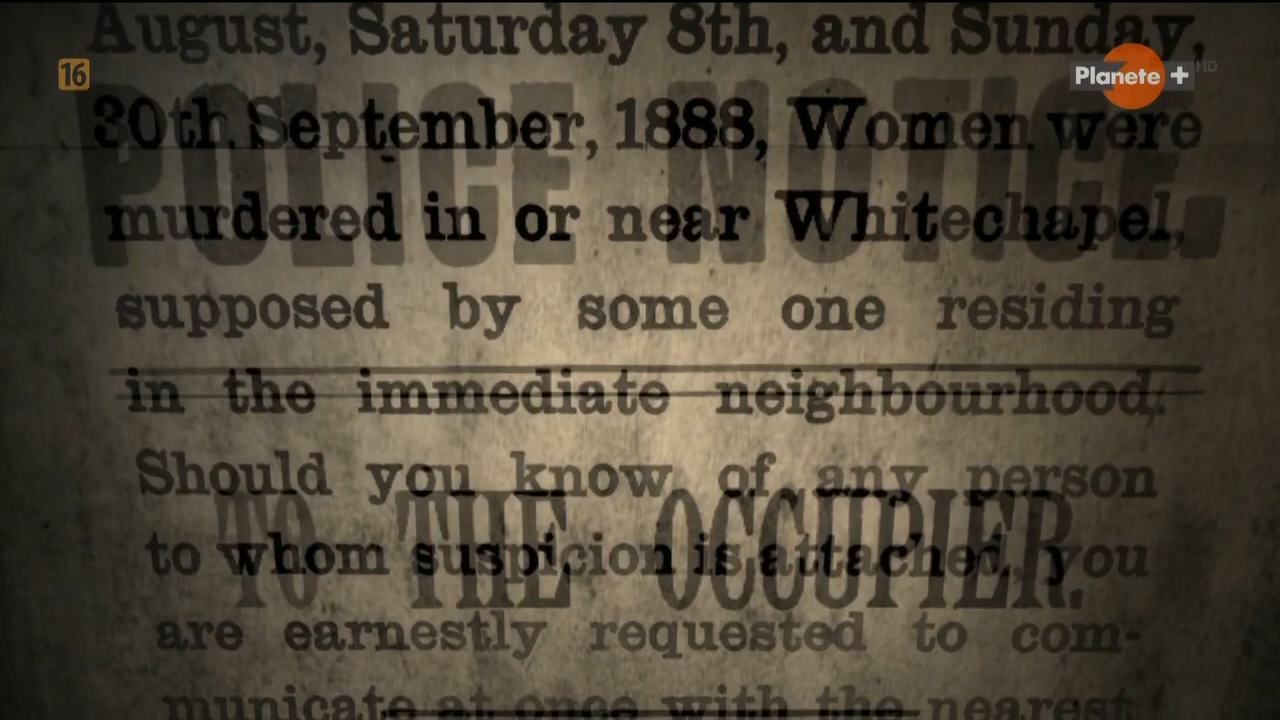 August, Saturday 8th, and Sunday,
16
Planete + HD
30th September, 1888, Women were
POLICE NOTICE.
murdered in or near Whitechapel,
supposed by some one residing
in the immediate neighbourhood.
Should you know of any person
TO THE OCCUPIER.
to whom suspicion is attached, you
are earnestly requested to com-
municate at once with the nearest